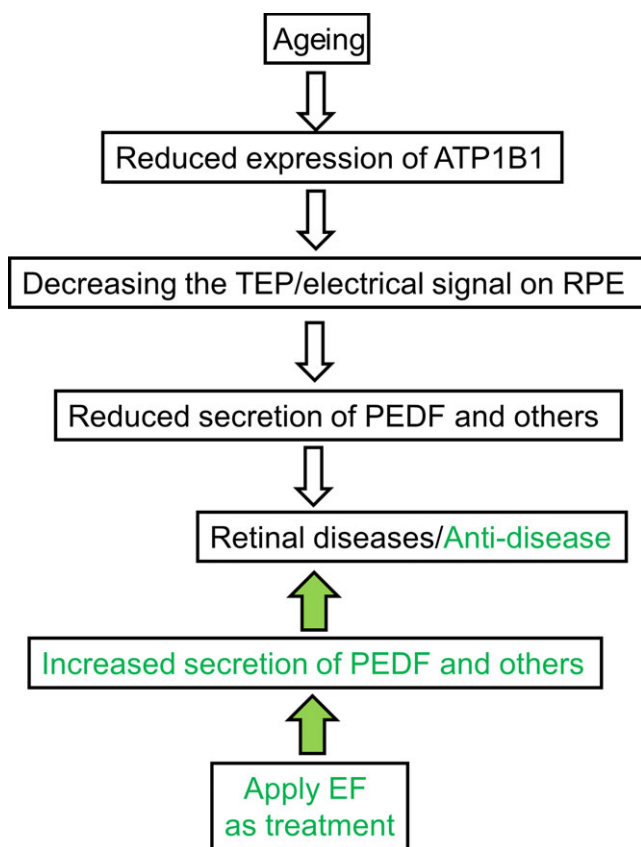 Ageing
Reduced expression of ATP1B1
Decreasing the TEP/electrical signal on RPE
Reduced secretion of PEDF and others
Retinal diseases/Anti-disease
Increased secretion of PEDF and others
Apply EF
as treatment